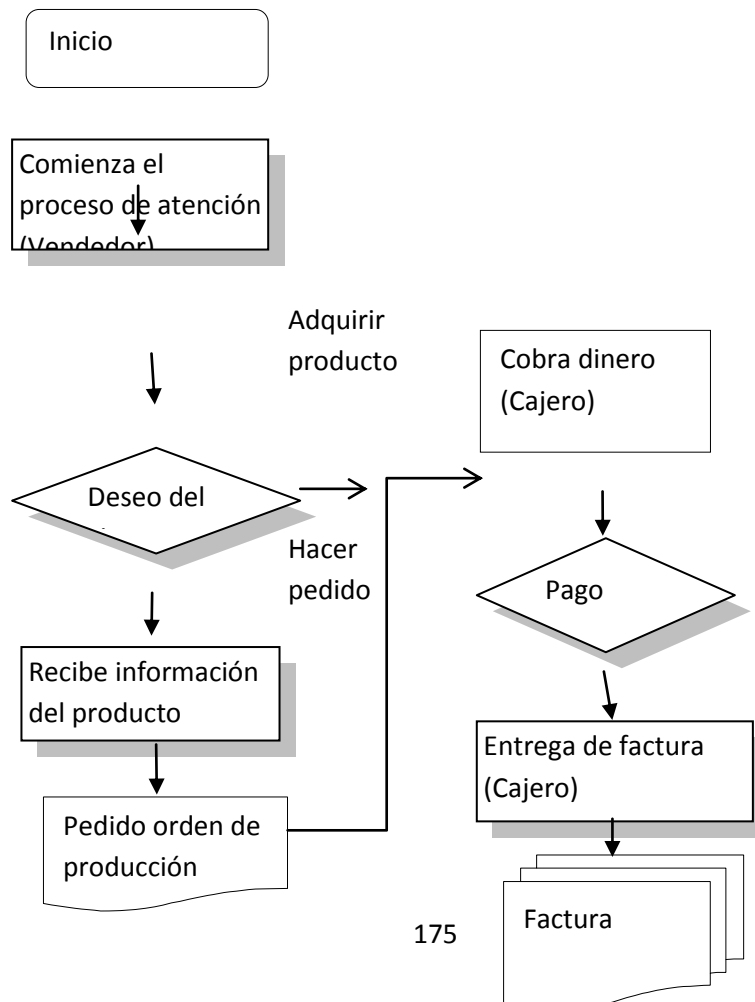 Inicio
Comienza el
proceso de atención
(Vendedor)
Adquirir
producto
Deseo del
Hacer
pedido
Recibe información
del producto
Pedido orden de
producción
Cobra dinero
(Cajero)
Pago
Entrega de factura
(Cajero)
Factura
175